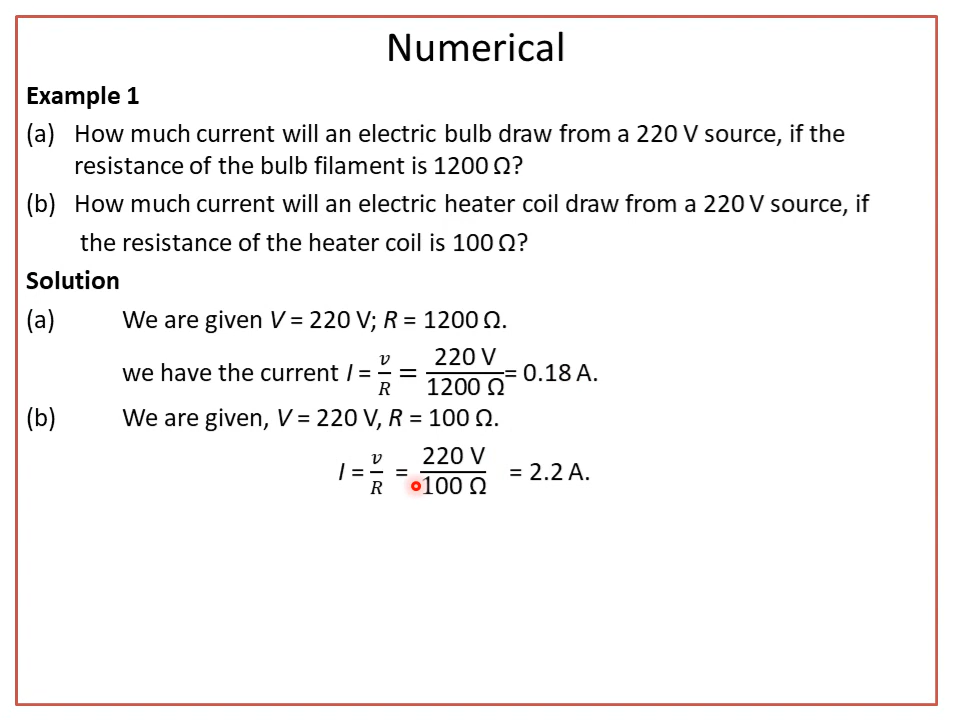 Numerical
Example 1
(a) How much current will an electric bulb draw from a 220 V source, if the
resistance of the bulb filament is 1200 Ω?
(b) How much current will an electric heater coil draw from a 220 V source, if
the resistance of the heater coil is 100 Ω?
Solution
(a) We are given V = 220 V; R = 1200 Ω.
we have the current I = v/R = 220 V/1200 Ω = 0.18 A.
(b) We are given, V = 220 V, R = 100 Ω.
I = v/R = 220 V/100 Ω = 2.2 A.